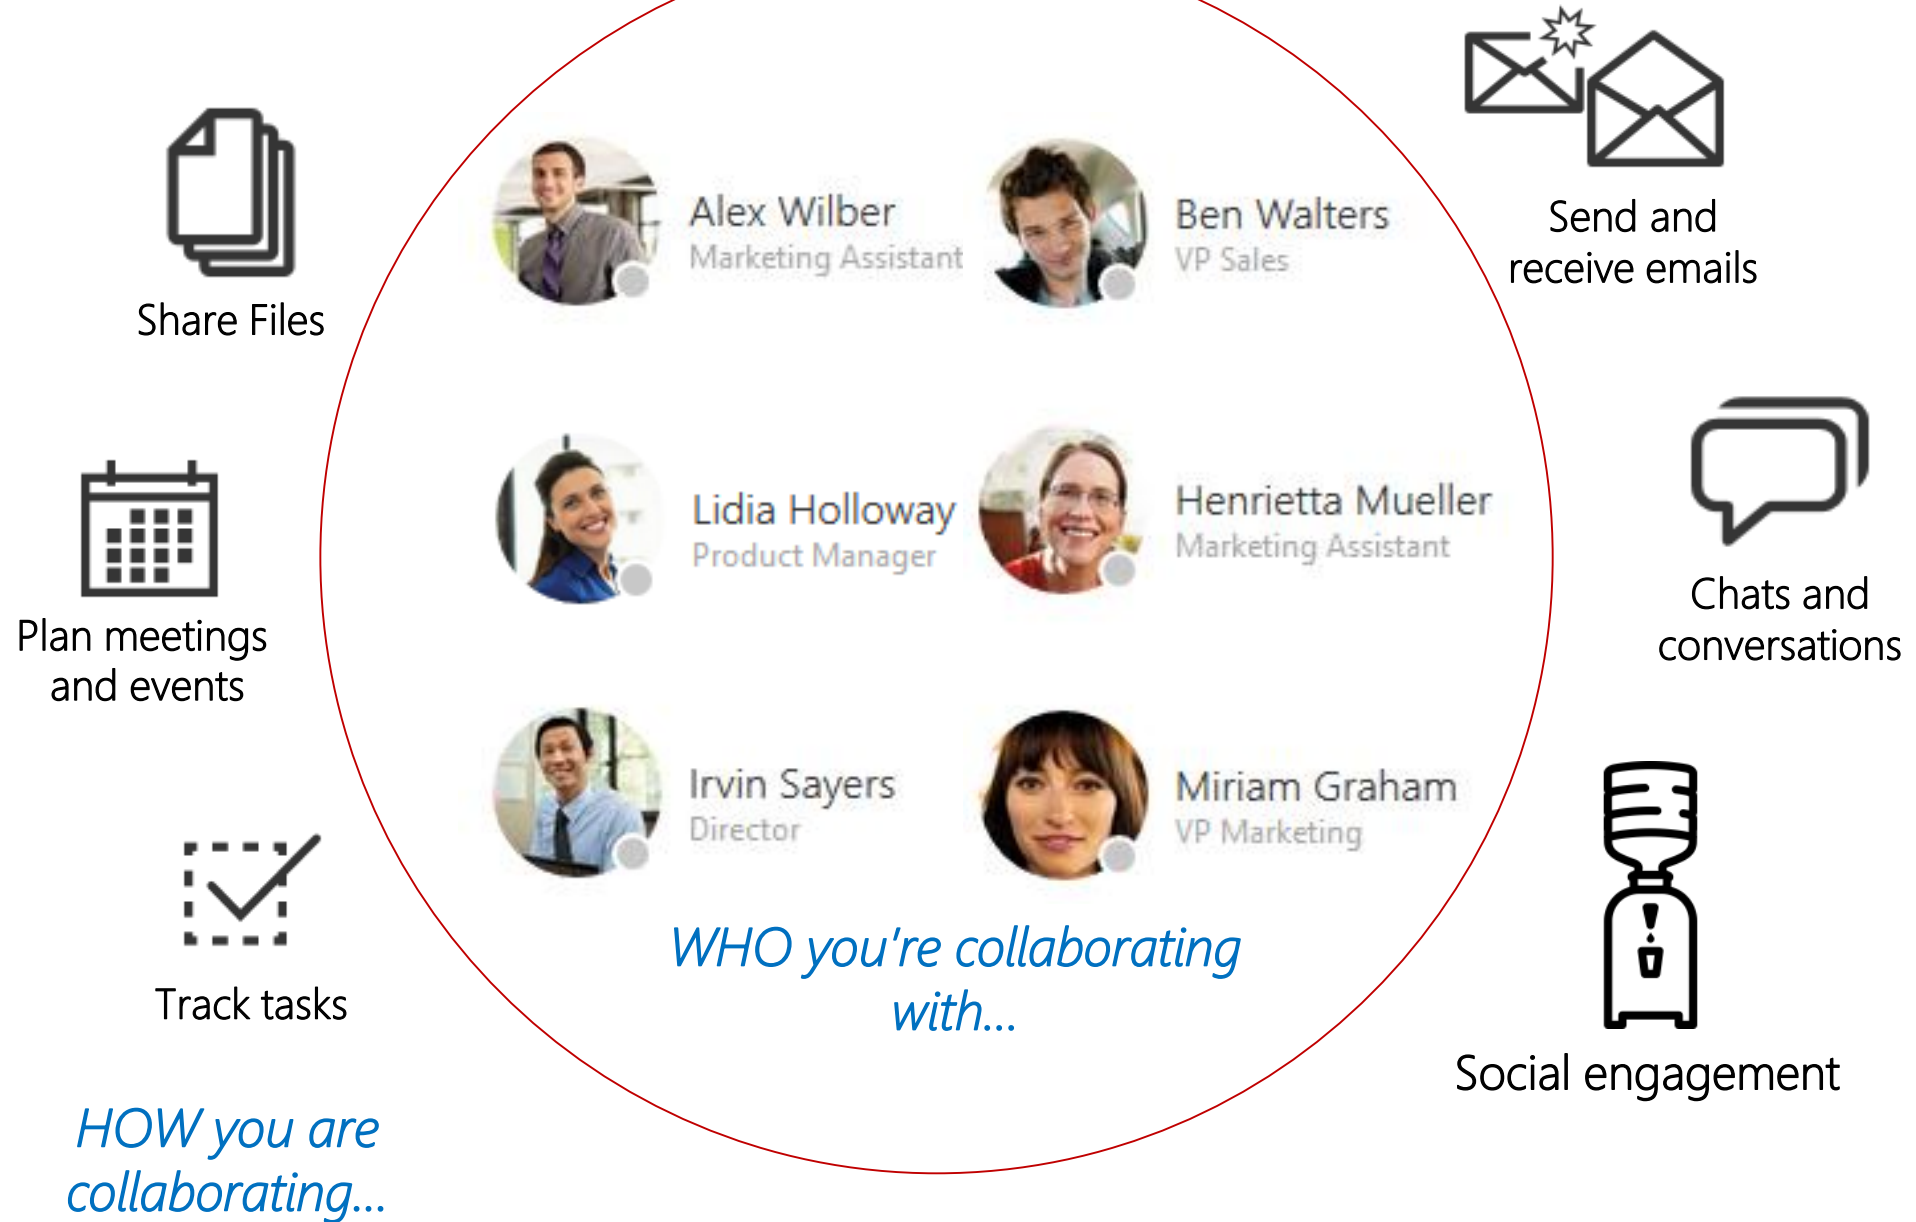 Share Files
Plan meetings
and events
Track tasks
HOW you are
collaborating...
Alex Wilber
Marketing Assistant
Ben Walters
VP Sales
Lidia Holloway
Product Manager
Henrietta Mueller
Marketing Assistant
Irvin Sayers
Director
Miriam Graham
VP Marketing
WHO you're collaborating
with...
Send and
receive emails
Chats and
conversations
Social engagement